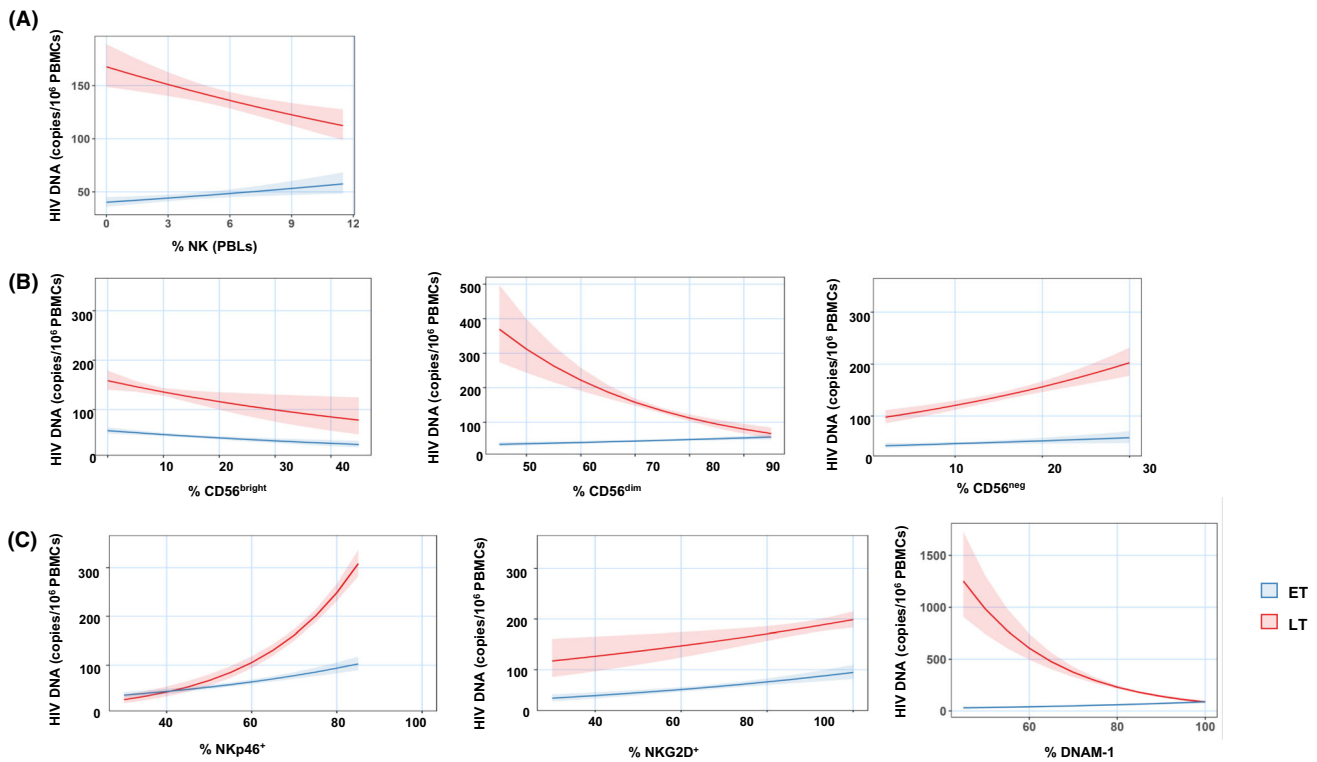 (A)
HIV DNA (copies/10⁶ PBMCs)
150
100
50
0 3 6 9 12
% NK (PBLs)
(B)
HIV DNA (copies/10⁶ PBMCs)
300
200
100
0
10 20 30 40
% CD56ᵇʳⁱᵍʰᵗ
HIV DNA (copies/10⁶ PBMCs)
500
400
300
200
100
0
50 60 70 80 90
% CD56ᵈⁱᵐ
HIV DNA (copies/10⁶ PBMCs)
300
200
100
0
10 20 30
% CD56ⁿᵉᵍ
(C)
HIV DNA (copies/10⁶ PBMCs)
300
200
100
0
40 60 80 100
% NKp46⁺
HIV DNA (copies/10⁶ PBMCs)
300
200
100
0
40 60 80 100
% NKG2D⁺
HIV DNA (copies/10⁶ PBMCs)
1500
1000
500
0
60 80 100
% DNAM-1
ET
LT